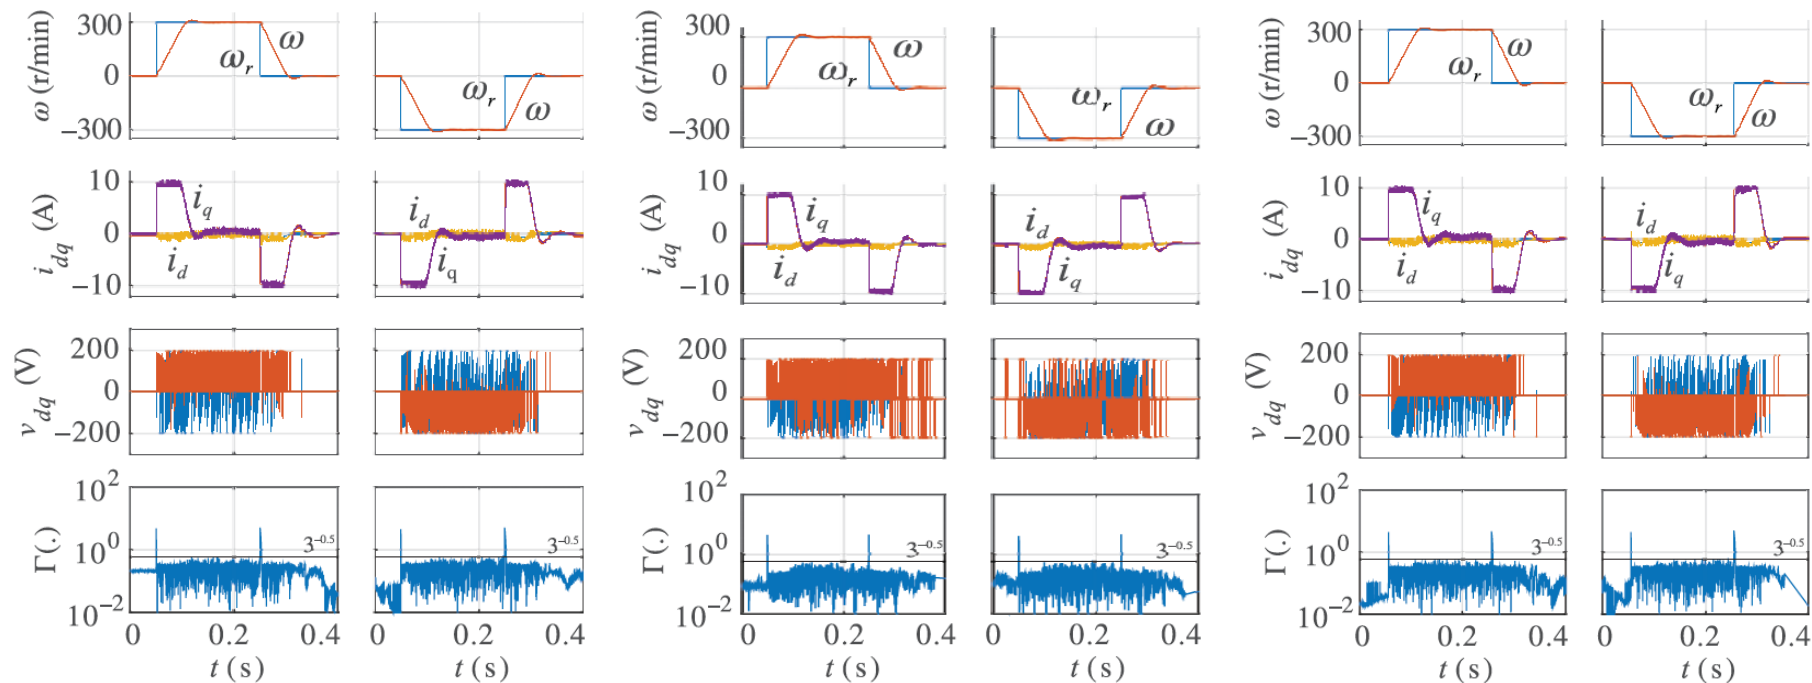 300
0
−300
ω (r/min)
ω_r
ω
ω_r
ω
10
0
−10
i_dq (A)
i_q
i_d
i_d
i_q
200
0
−200
v_dq (V)
10^2
10^0
10^−2
Γ(.)
3^−0.5
3^−0.5
0 0.2 0.4
0 0.2 0.4
t (s)
t (s)
300
0
−300
ω (r/min)
ω_r
ω
ω_r
ω
10
0
−10
i_dq (A)
i_q
i_d
i_d
i_q
200
0
−200
v_dq (V)
10^2
10^0
10^−2
Γ(.)
3^−0.5
3^−0.5
0 0.2 0.4
0 0.2 0.4
t (s)
t (s)
300
0
−300
ω (r/min)
ω_r
ω
ω_r
ω
10
0
−10
i_dq (A)
i_q
i_d
i_d
i_q
200
0
−200
v_dq (V)
10^2
10^0
10^−2
Γ(.)
3^−0.5
3^−0.5
0 0.2 0.4
0 0.2 0.4
t (s)
t (s)